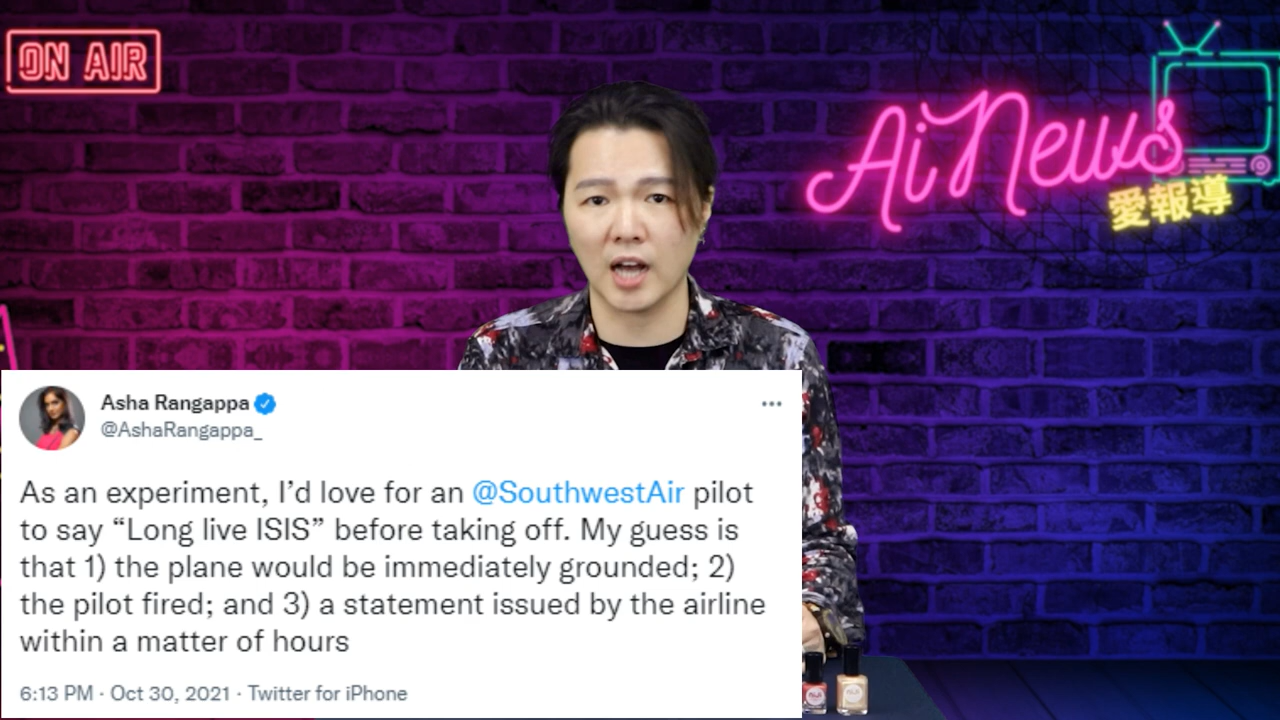 ON AIR
Ai News
愛報導
Asha Rangappa
@AshaRangappa_
As an experiment, I’d love for an @SouthwestAir pilot
to say “Long live ISIS” before taking off. My guess is
that 1) the plane would be immediately grounded; 2)
the pilot fired; and 3) a statement issued by the airline
within a matter of hours
6:13 PM · Oct 30, 2021 · Twitter for iPhone